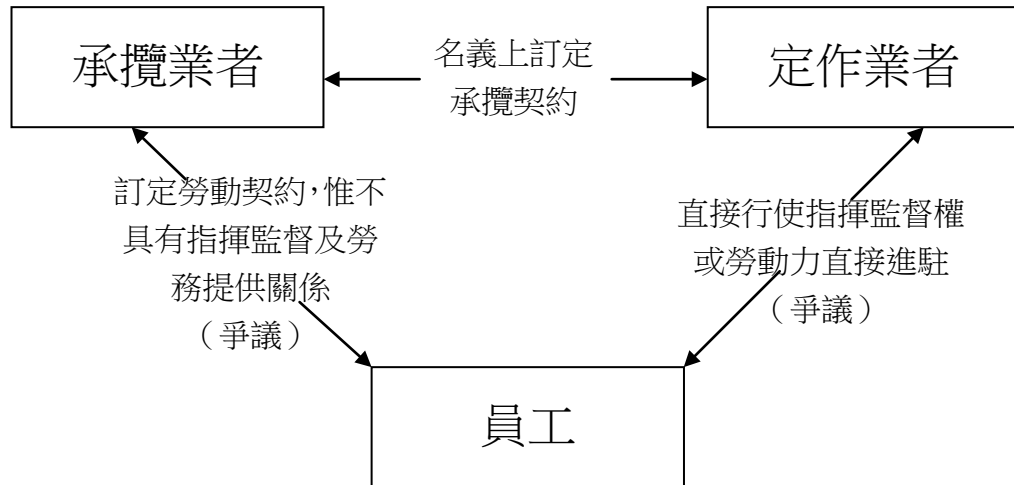 承攬業者
名義上訂定
承攬契約
定作業者
訂定勞動契約，惟不
具有指揮監督及勞
務提供關係
（爭議）
直接行使指揮監督權
或勞動力直接進駐
（爭議）
員工